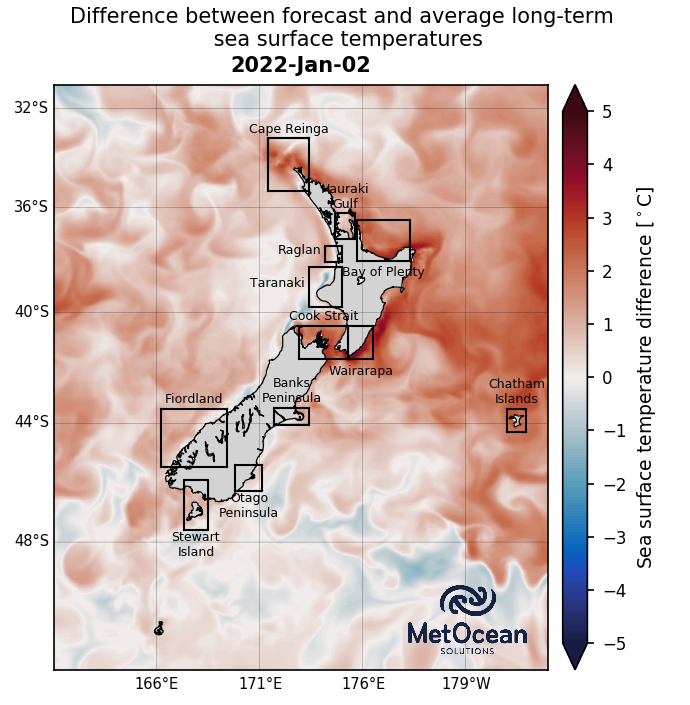 Difference between forecast and average long-term
sea surface temperatures
2022-Jan-02
32°S
36°S
40°S
44°S
48°S
166°E
171°E
176°E
179°W
Cape Reinga
Hauraki
Gulf
Raglan
Bay of Plenty
Taranaki
Cook Strait
Wairarapa
Banks
Peninsula
Fiordland
Chatham
Islands
Otago
Peninsula
Stewart
Island
MetOcean
SOLUTIONS
5
4
3
2
1
0
−1
−2
−3
−4
−5
Sea surface temperature difference [°C]